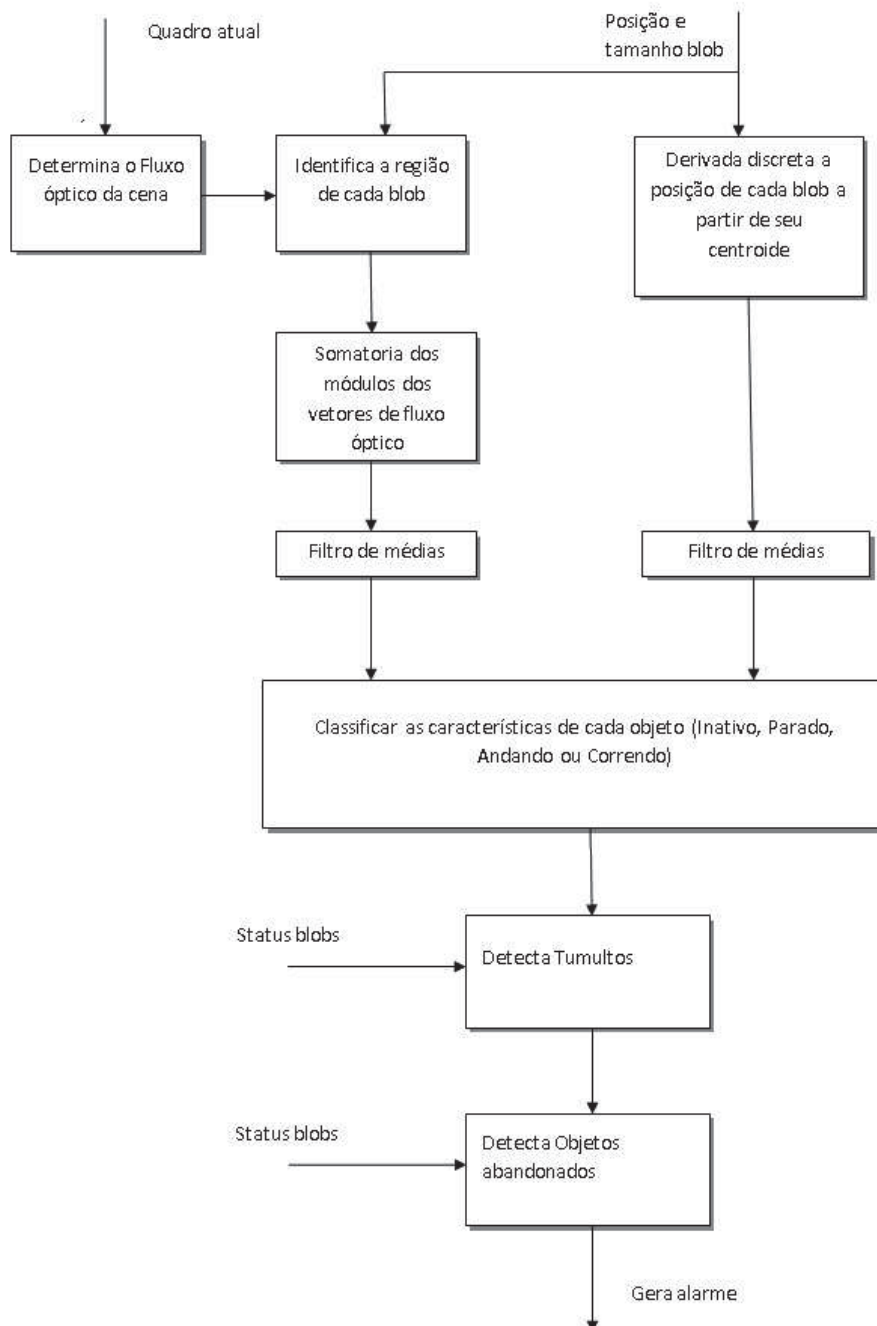 Quadro atual
Posição e
tamanho blob
Determina o Fluxo
óptico da cena
Identifica a região
de cada blob
Derivada discreta a
posição de cada blob a
partir de seu
centroide
Somatoria dos
módulos dos
vetores de fluxo
óptico
Filtro de médias
Filtro de médias
Classificar as características de cada objeto (Inativo, Parado,
Andando ou Correndo)
Status blobs
Detecta Tumultos
Status blobs
Detecta Objetos
abandonados
Gera alarme